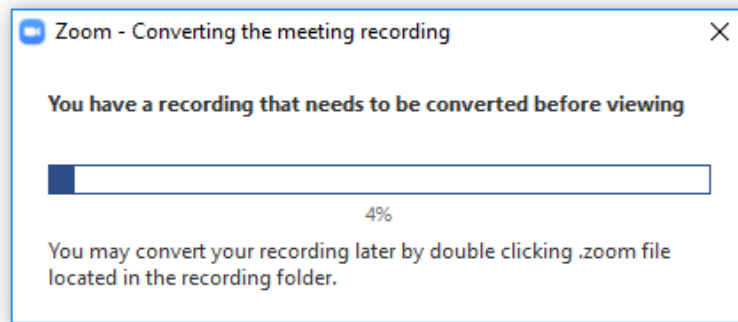 Zoom - Converting the meeting recording
You have a recording that needs to be converted before viewing
4%
You may convert your recording later by double clicking .zoom file
located in the recording folder.